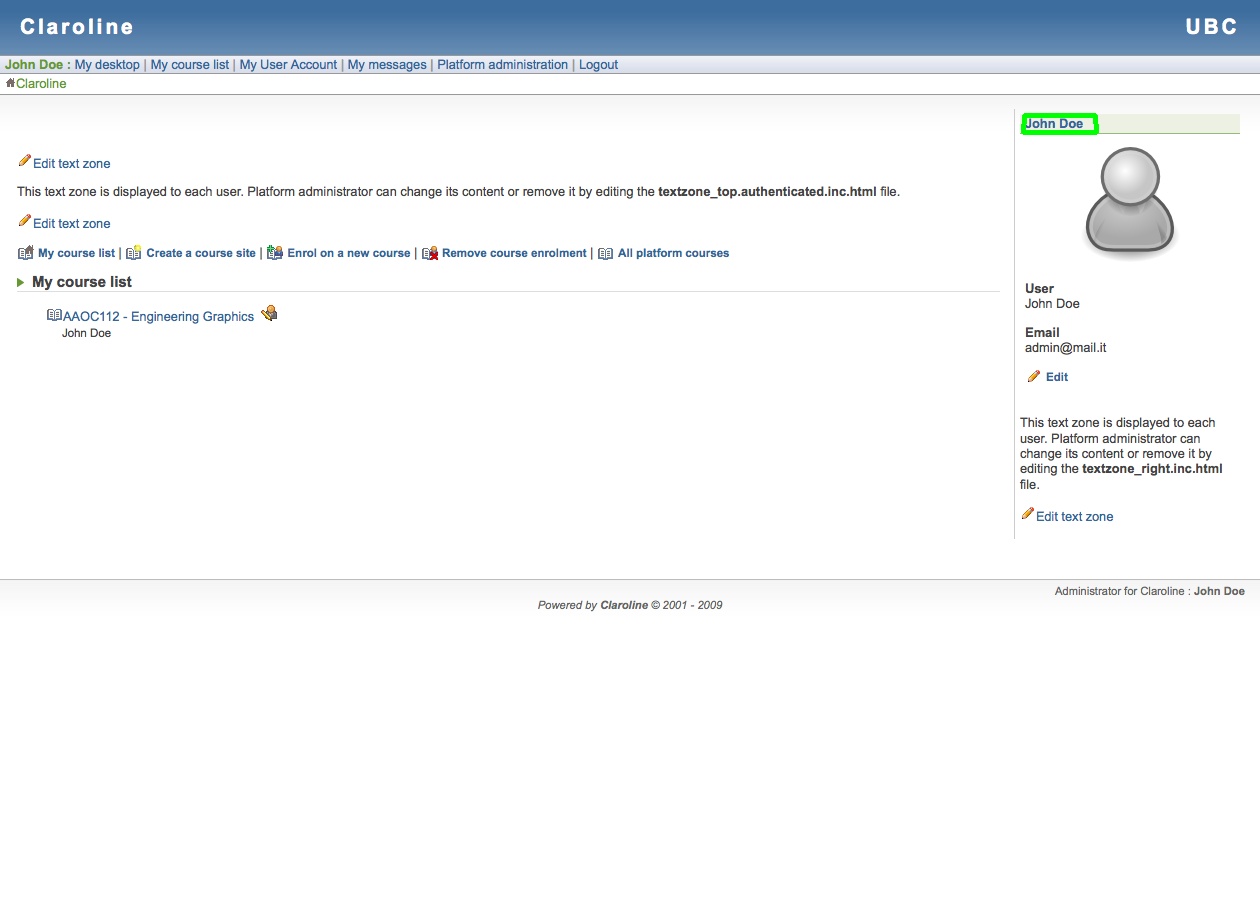 Claroline
UBC
John Doe : My desktop | My course list | My User Account | My messages | Platform administration | Logout
Claroline
Edit text zone
This text zone is displayed to each user. Platform administrator can change its content or remove it by editing the textzone_top.authenticated.inc.html file.
Edit text zone
My course list | Create a course site | Enrol on a new course | Remove course enrolment | All platform courses
My course list
AAOC112 - Engineering Graphics
John Doe
John Doe
User
John Doe
Email
admin@mail.it
Edit
This text zone is displayed to each
user. Platform administrator can
change its content or remove it by
editing the textzone_right.inc.html
file.
Edit text zone
Administrator for Claroline : John Doe
Powered by Claroline © 2001 - 2009